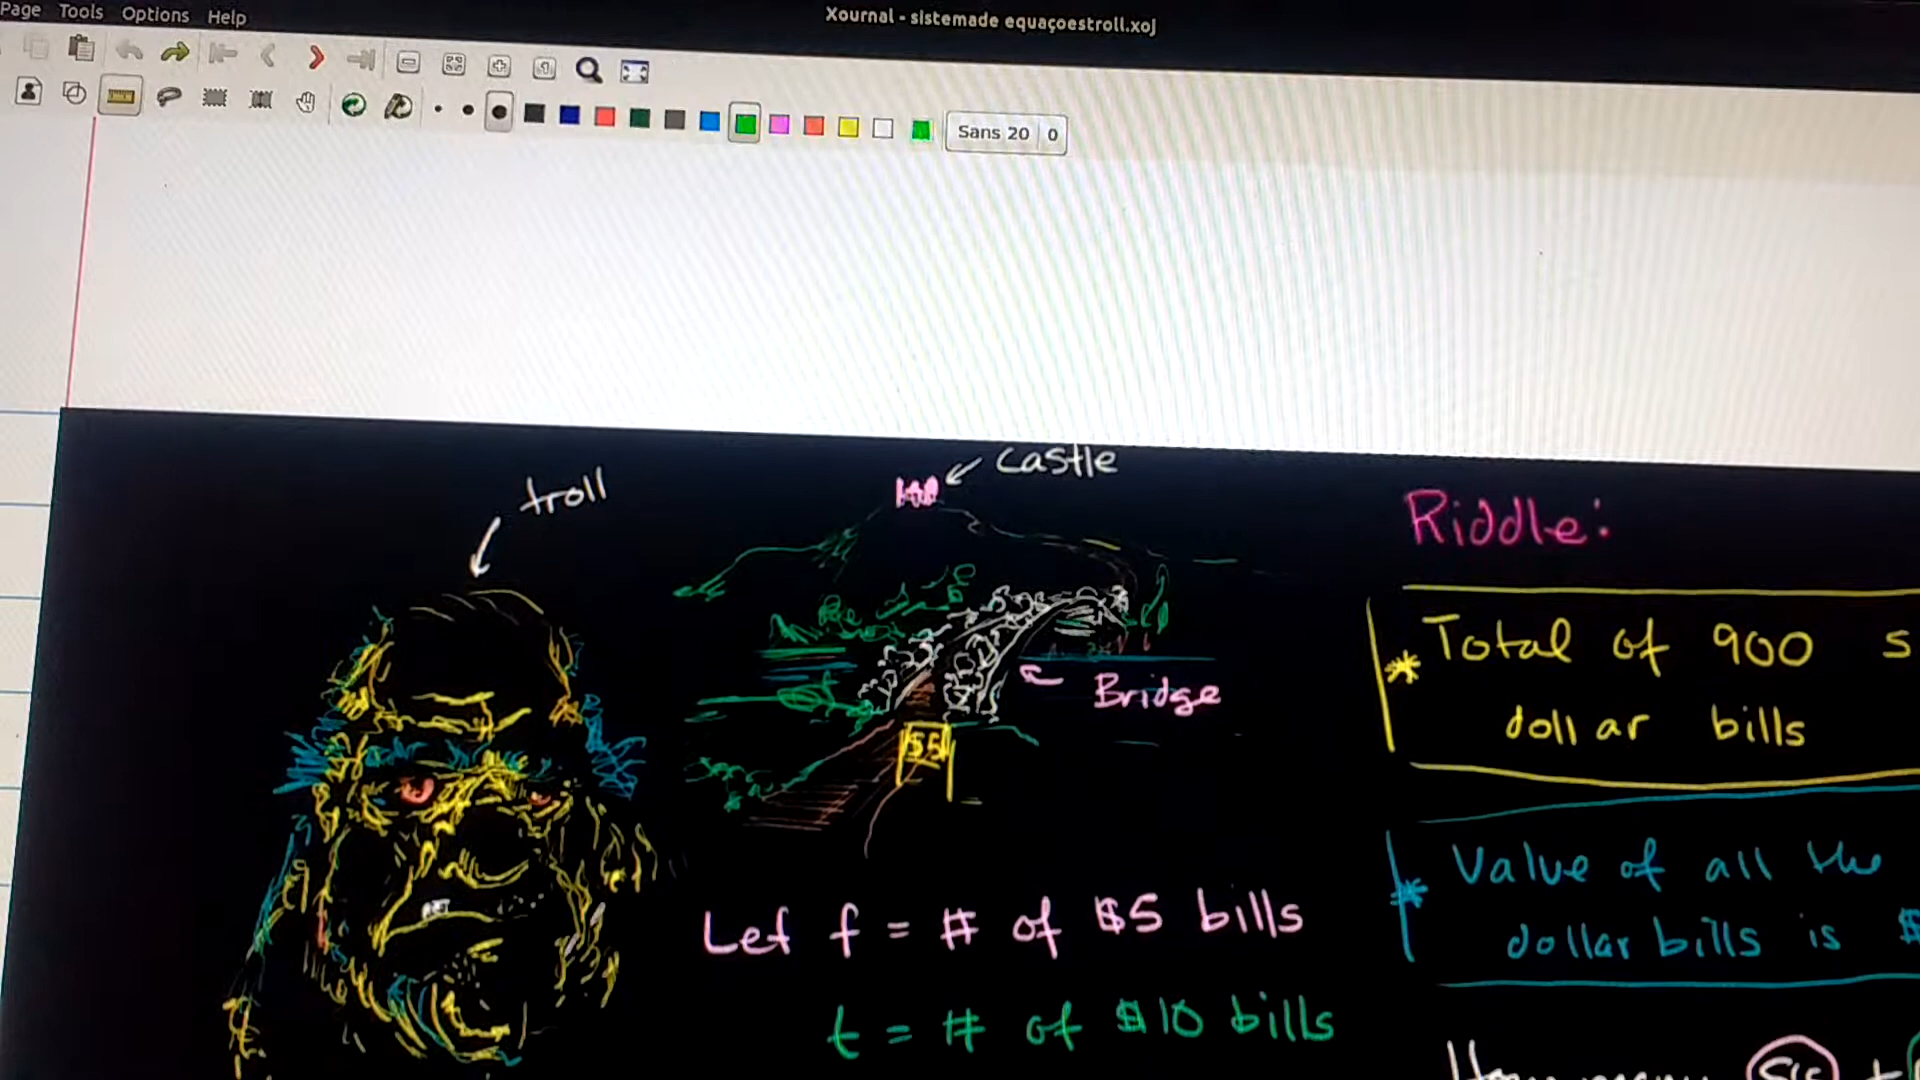 Page Tools Options Help
Xournal - sistemade equaçoestroll.xoj
Sans 20 0
troll
castle
Bridge
$5
Let f = # of $5 bills
t = # of $10 bills
Riddle:
* Total of 900 s
dollar bills
* Value of all the
dollar bills is $